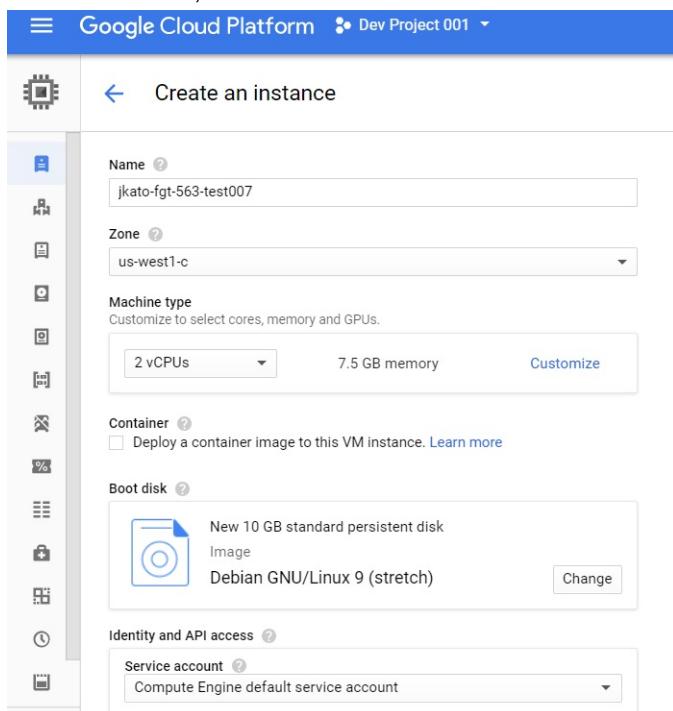 Google Cloud Platform Dev Project 001
Create an instance
Name
jkato-fgt-563-test007
Zone
us-west1-c
Machine type
Customize to select cores, memory and GPUs.
2 vCPUs 7.5 GB memory Customize
Container
Deploy a container image to this VM instance. Learn more
Boot disk
New 10 GB standard persistent disk
Image
Debian GNU/Linux 9 (stretch) Change
Identity and API access
Service account
Compute Engine default service account